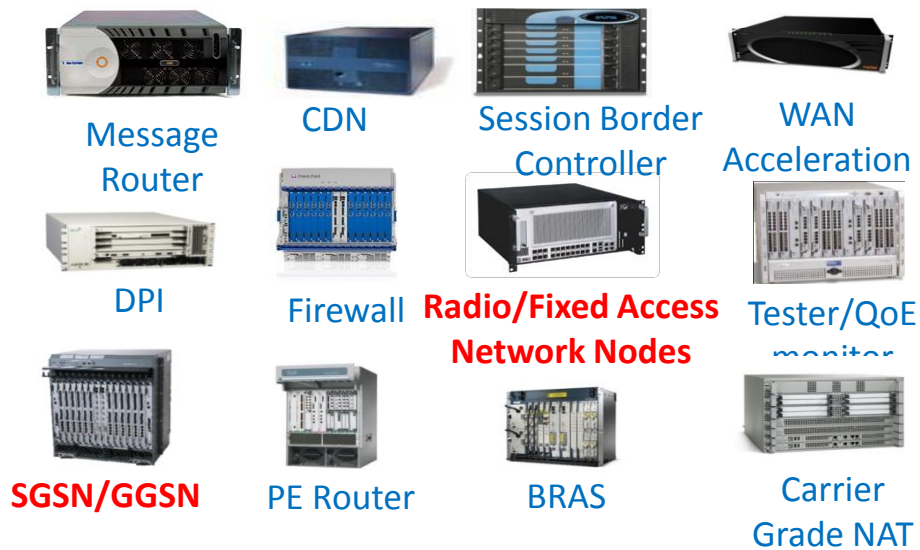 Message
Router
CDN
Session Border
Controller
WAN
Acceleration
DPI
Firewall
Radio/Fixed Access
Network Nodes
Tester/QoE
monitor
SGSN/GGSN
PE Router
BRAS
Carrier
Grade NAT